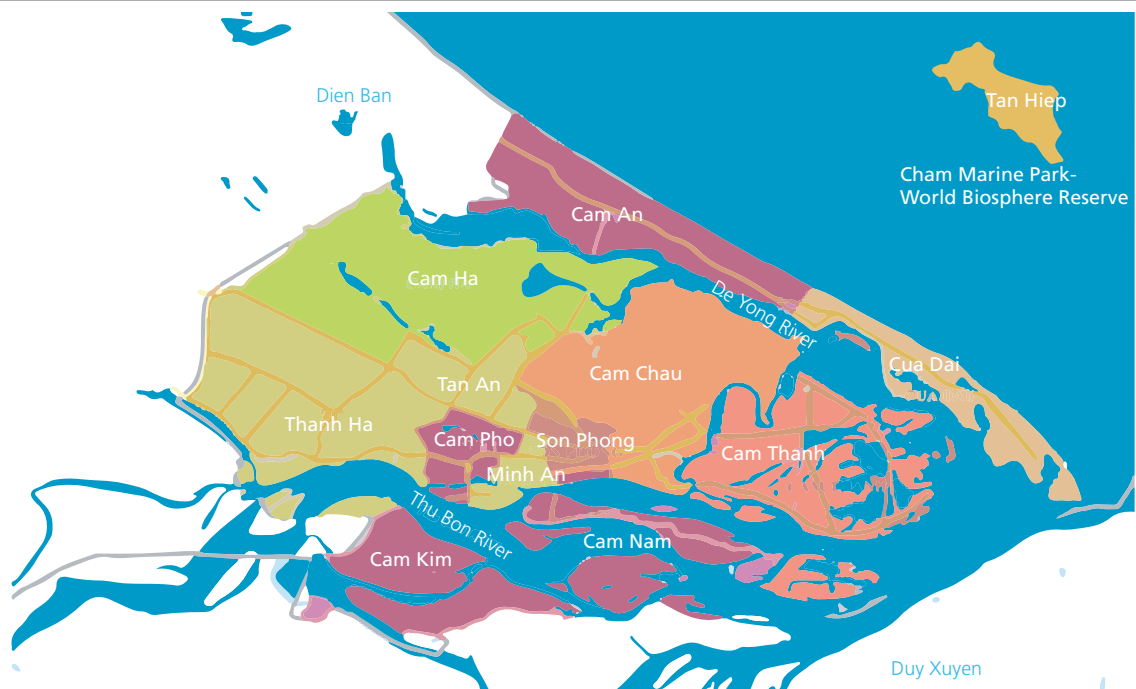 Dien Ban
Tan Hiep
Cham Marine Park-
World Biosphere Reserve
Cam An
Cam Ha
De Yong River
Cua Dai
Cam Chau
Tan An
Thanh Ha
Cam Pho
Son Phong
Cam Thanh
Minh An
Thu Bon River
Cam Nam
Cam Kim
Duy Xuyen